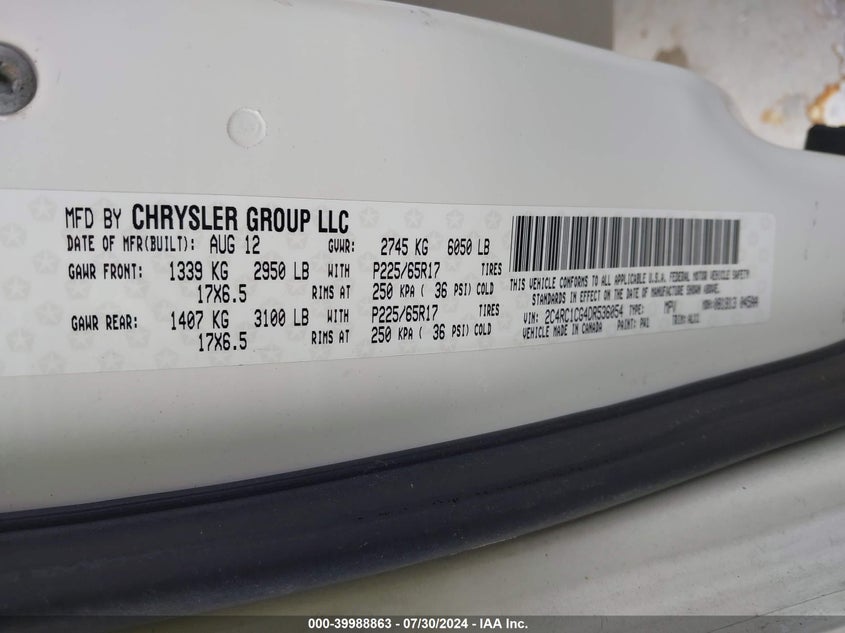 MFD BY CHRYSLER GROUP LLC
DATE OF MFR(BUILT): AUG 12 GVWR: 2745 KG 6050 LB
GAWR FRONT: 1339 KG 2950 LB WITH P225/65R17 TIRES
17X6.5 RIMS AT 250 KPA ( 36 PSI) COLD
GAWR REAR: 1407 KG 3100 LB WITH P225/65R17 TIRES
17X6.5 RIMS AT 250 KPA ( 36 PSI) COLD
THIS VEHICLE CONFORMS TO ALL APPLICABLE U.S.A. FEDERAL MOTOR VEHICLE SAFETY
STANDARDS IN EFFECT ON THE DATE OF MANUFACTURE SHOWN ABOVE.
VIN: 2C4RC1CG4DR536054 TYPE: MPV
VEHICLE MADE IN CANADA PAINT: PW1 TRIM:
000-39988863 - 07/30/2024 - IAA Inc.